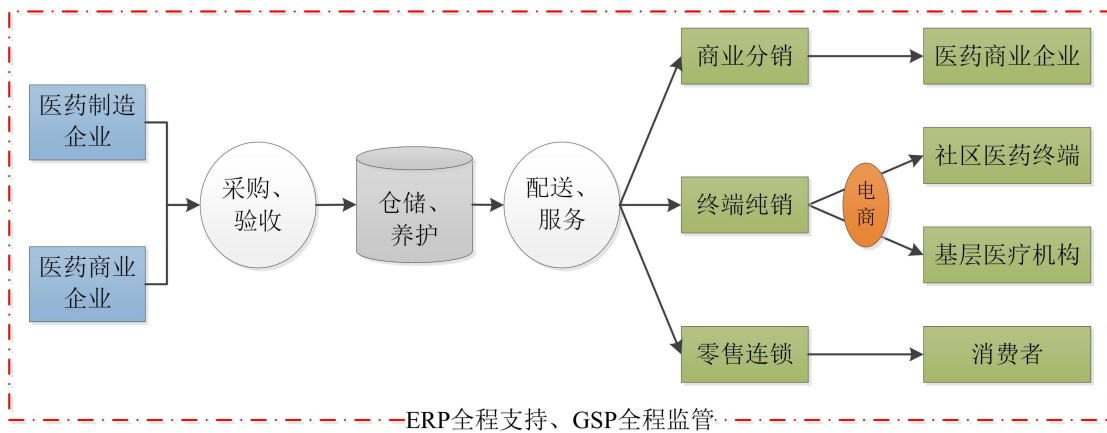 医药制造
企业
医药商业
企业
采购、
验收
仓储、
养护
配送、
服务
商业分销
医药商业企业
终端纯销
电
商
社区医药终端
基层医疗机构
零售连锁
消费者
ERP全程支持、GSP全程监管